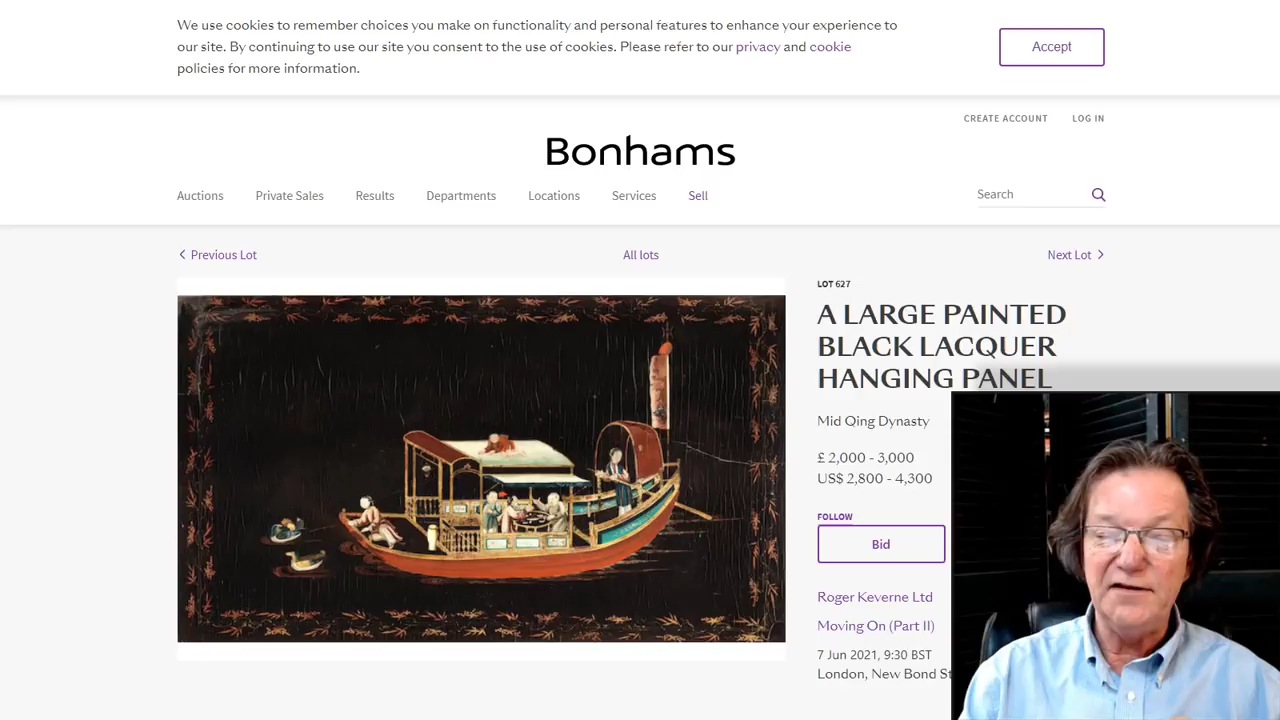 We use cookies to remember choices you make on functionality and personal features to enhance your experience to
our site. By continuing to use our site you consent to the use of cookies. Please refer to our privacy and cookie
policies for more information.
Accept
CREATE ACCOUNT LOG IN
Bonhams
Auctions Private Sales Results Departments Locations Services Sell
Search
Previous Lot All lots Next Lot
LOT 627
A LARGE PAINTED
BLACK LACQUER
HANGING PANEL
Mid Qing Dynasty
£ 2,000 - 3,000
US$ 2,800 - 4,300
FOLLOW
Bid
Roger Keverne Ltd
Moving On (Part II)
7 Jun 2021, 9:30 BST
London, New Bond St